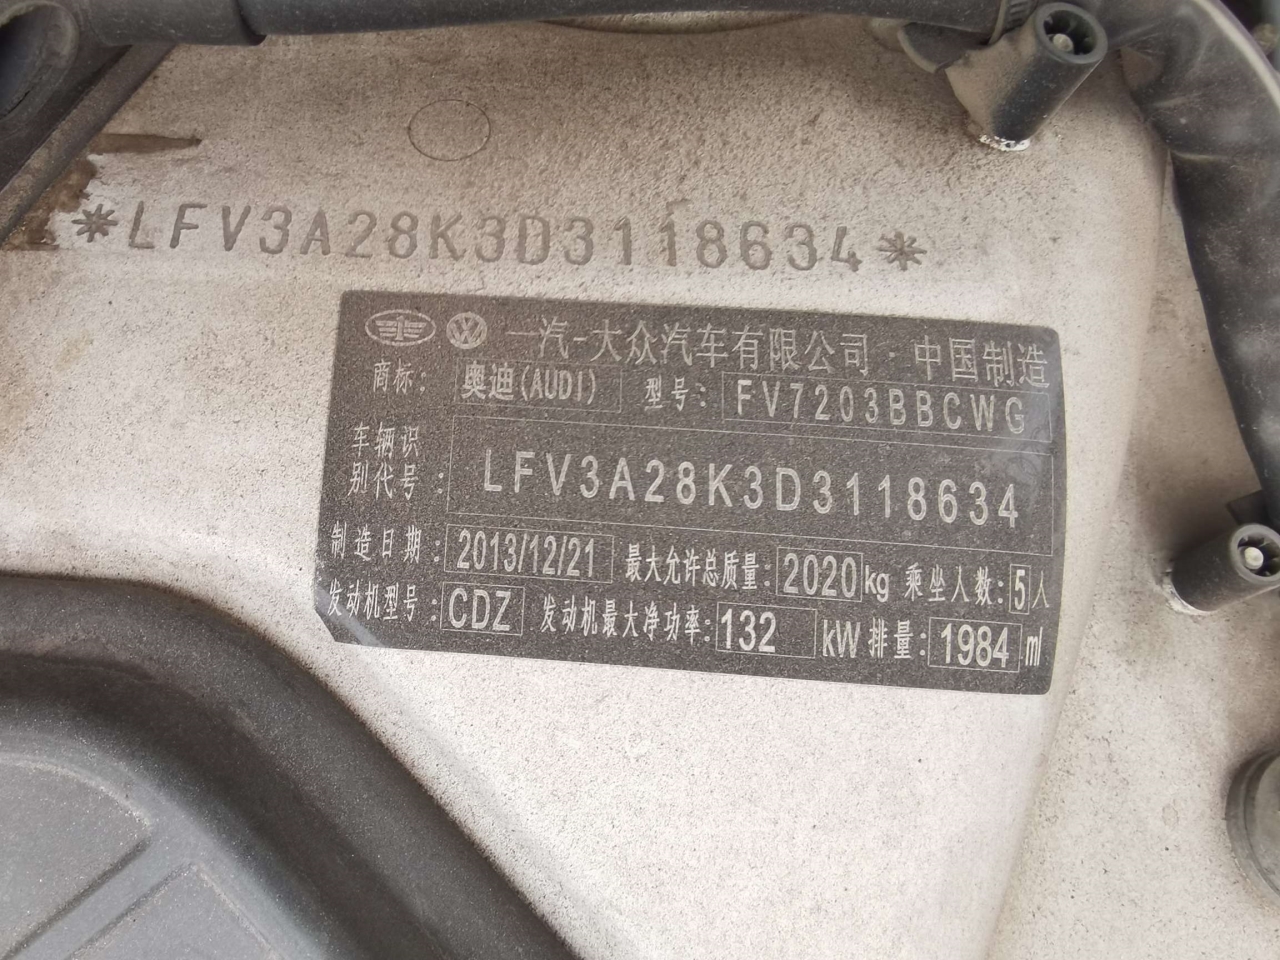 *LFV3A28K3D3118634*
一汽-大众汽车有限公司·中国制造
商标: 奥迪(AUDI) 型号: FV7203BBCWG
车辆识别代号: LFV3A28K3D3118634
制造日期: 2013/12/21 最大允许总质量: 2020kg 乘坐人数: 5人
发动机型号: CDZ 发动机最大净功率: 132 kW 排量: 1984 ml